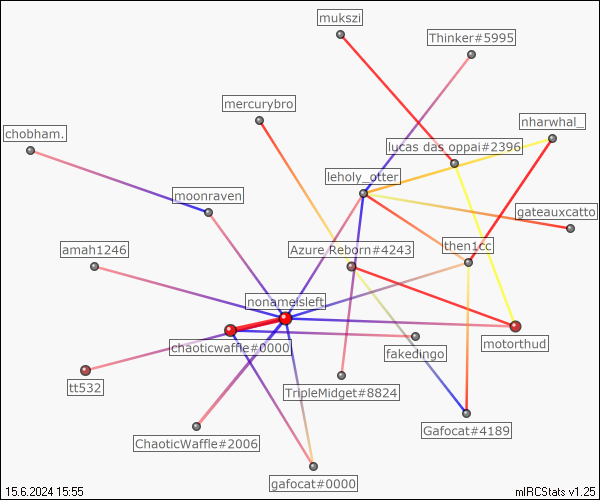 mukszi
Thinker#5995
mercurybro
nharwhal_
chobham.
lucas das oppai#2396
leholy_otter
moonraven
gateauxcatto
amah1246
Azure Reborn#4243
then1cc
nonameisleft
motorthud
chaoticwaffle#0000
fakedingo
tt532
TripleMidget#8824
Gafocat#4189
ChaoticWaffle#2006
gafocat#0000
15.6.2024 15:55
mIRCStats v1.25